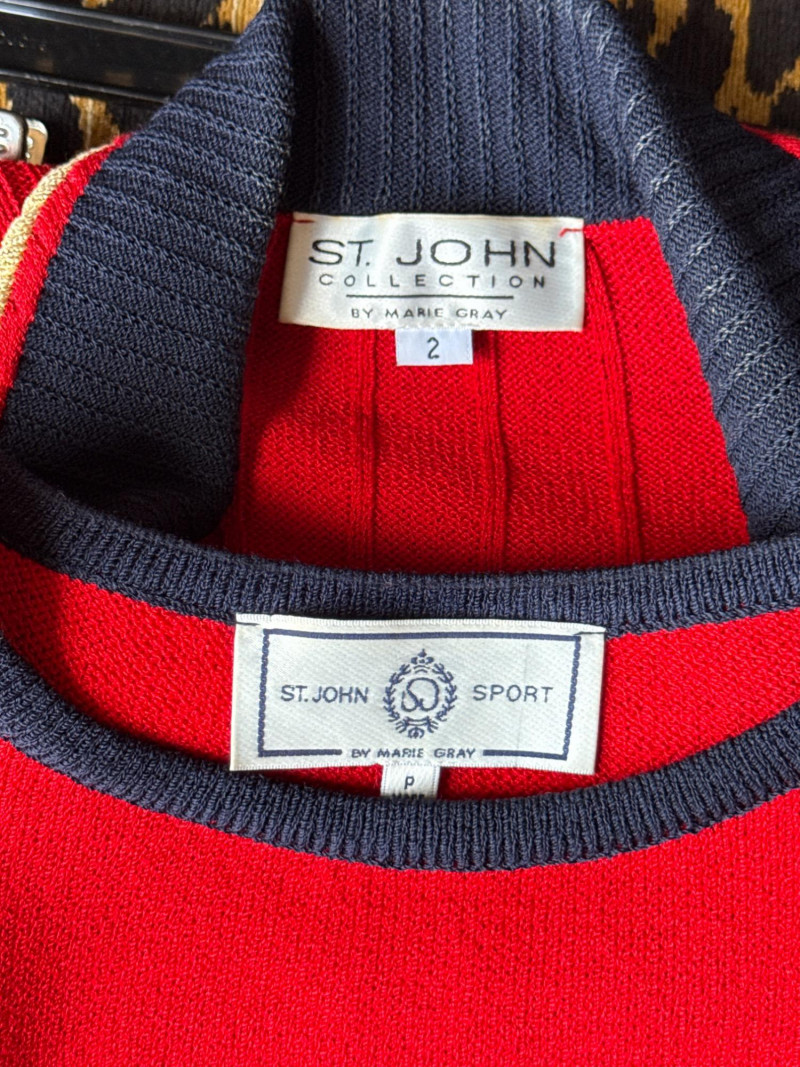 ST. JOHN
COLLECTION
BY MARIE GRAY
2
ST. JOHN SPORT
BY MARIE GRAY
P